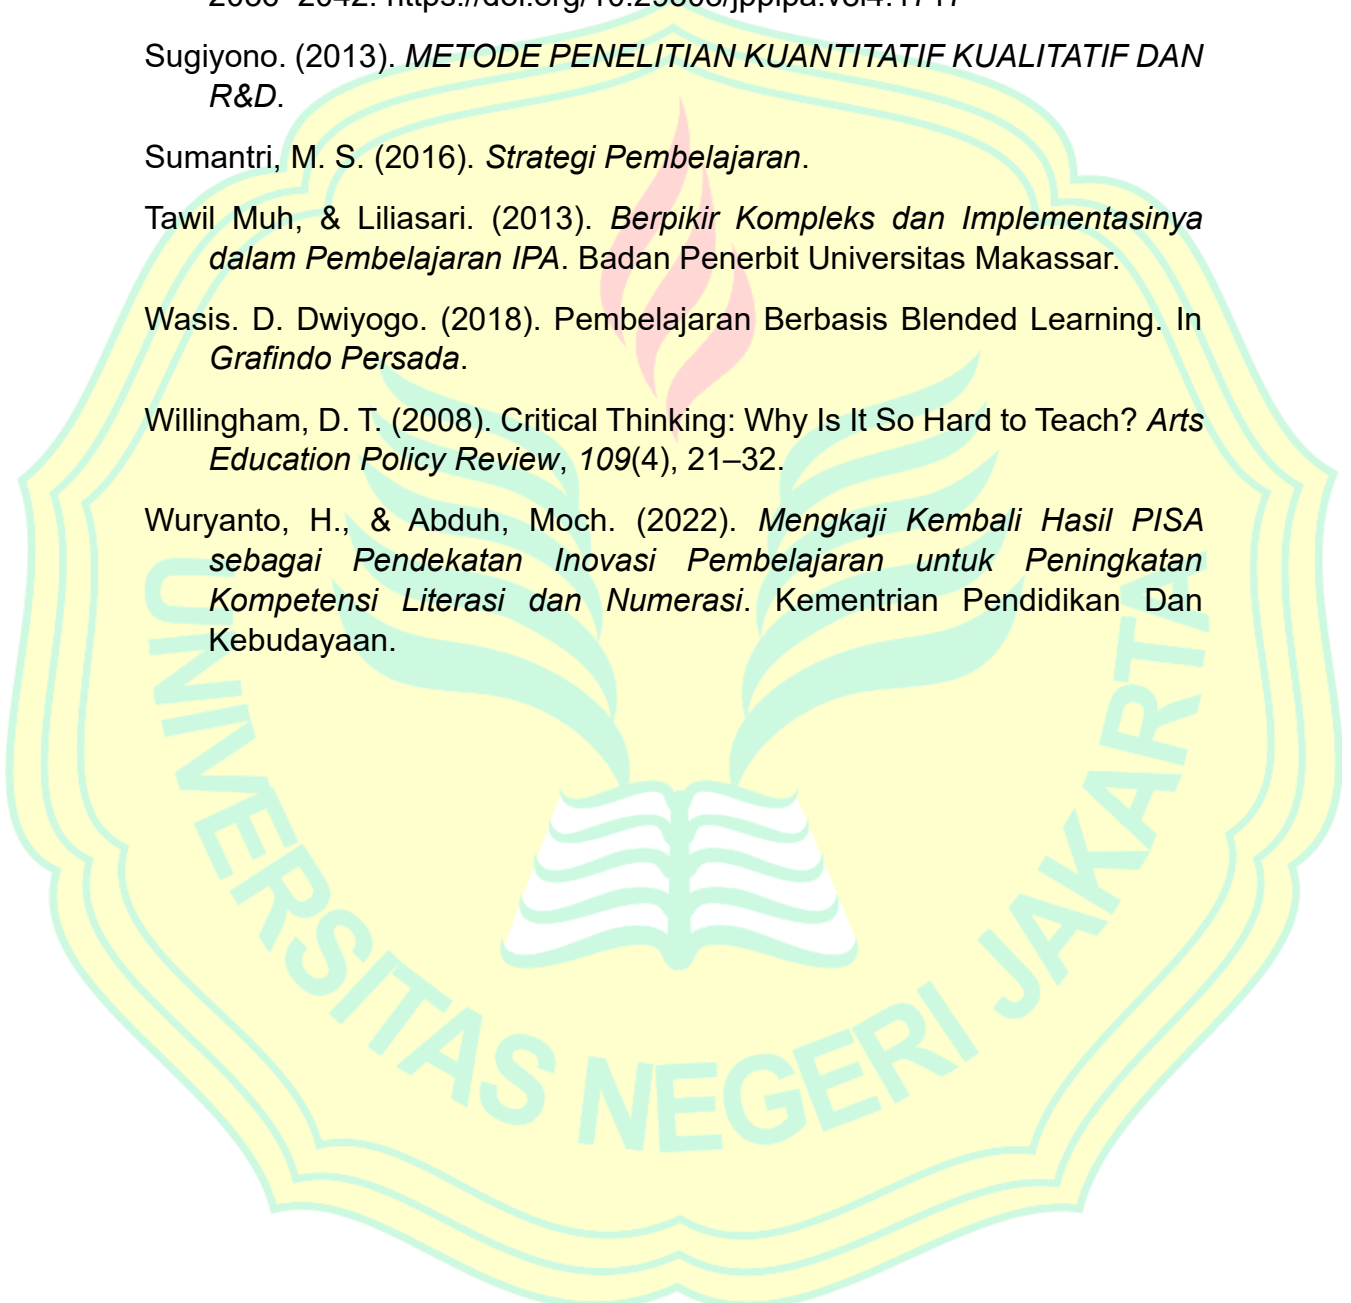 Sugiyono. (2013). METODE PENELITIAN KUANTITATIF KUALITATIF DAN
R&D.
Sumantri, M. S. (2016). Strategi Pembelajaran.
Tawil Muh, & Liliasari. (2013). Berpikir Kompleks dan Implementasinya
dalam Pembelajaran IPA. Badan Penerbit Universitas Makassar.
Wasis. D. Dwiyogo. (2018). Pembelajaran Berbasis Blended Learning. In
Grafindo Persada.
Willingham, D. T. (2008). Critical Thinking: Why Is It So Hard to Teach? Arts
Education Policy Review, 109(4), 21–32.
Wuryanto, H., & Abduh, Moch. (2022). Mengkaji Kembali Hasil PISA
sebagai Pendekatan Inovasi Pembelajaran untuk Peningkatan
Kompetensi Literasi dan Numerasi. Kementrian Pendidikan Dan
Kebudayaan.
UNIVERSITAS NEGERI JAKARTA